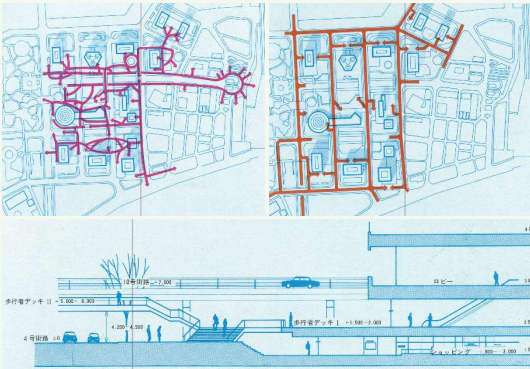 10号街路 +7.000
ロビー
歩行者デッキ II +5.000 - 6.000
4.200 - 4.500
歩行者デッキ I +1.500-2.000
4号街路 ±0
ショッピング